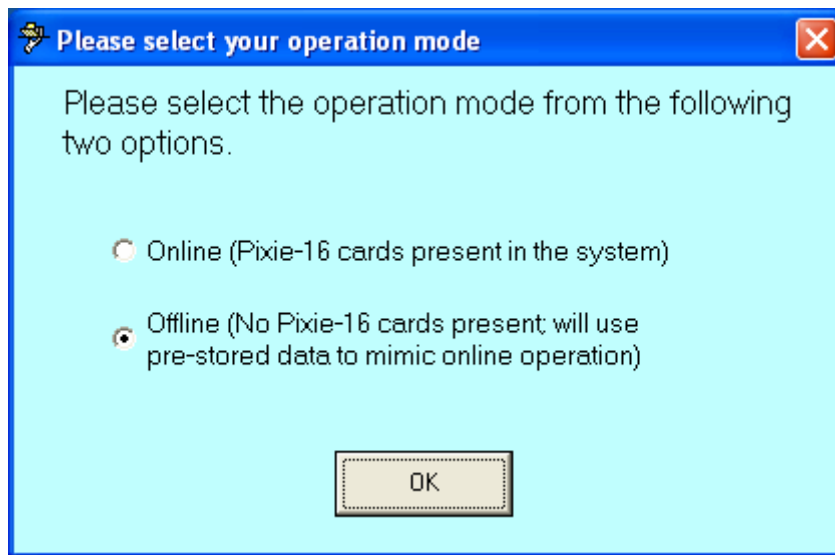 Please select your operation mode
Please select the operation mode from the following
two options.
Online (Pixie-16 cards present in the system)
Offline (No Pixie-16 cards present; will use
pre-stored data to mimic online operation)
OK